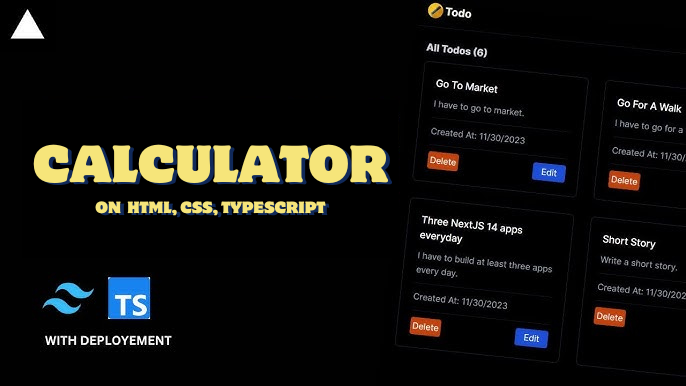 CALCULATOR
ON HTML, CSS, TYPESCRIPT
TS
WITH DEPLOYEMENT
Todo
All Todos (6)
Go To Market
I have to go to market.
Created At: 11/30/2023
Delete
Edit
Go For A Walk
I have to go for a
Created At: 11/30/202
Delete
Three NextJS 14 apps
everyday
I have to build at least three apps
every day.
Created At: 11/30/2023
Delete
Edit
Short Story
Write a short story.
Created At: 11/30/202
Delete